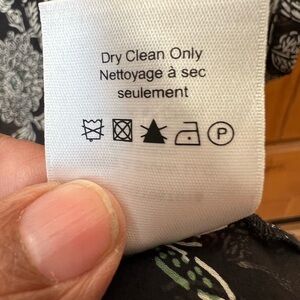 Dry Clean Only
Nettoyage à sec
seulement
P